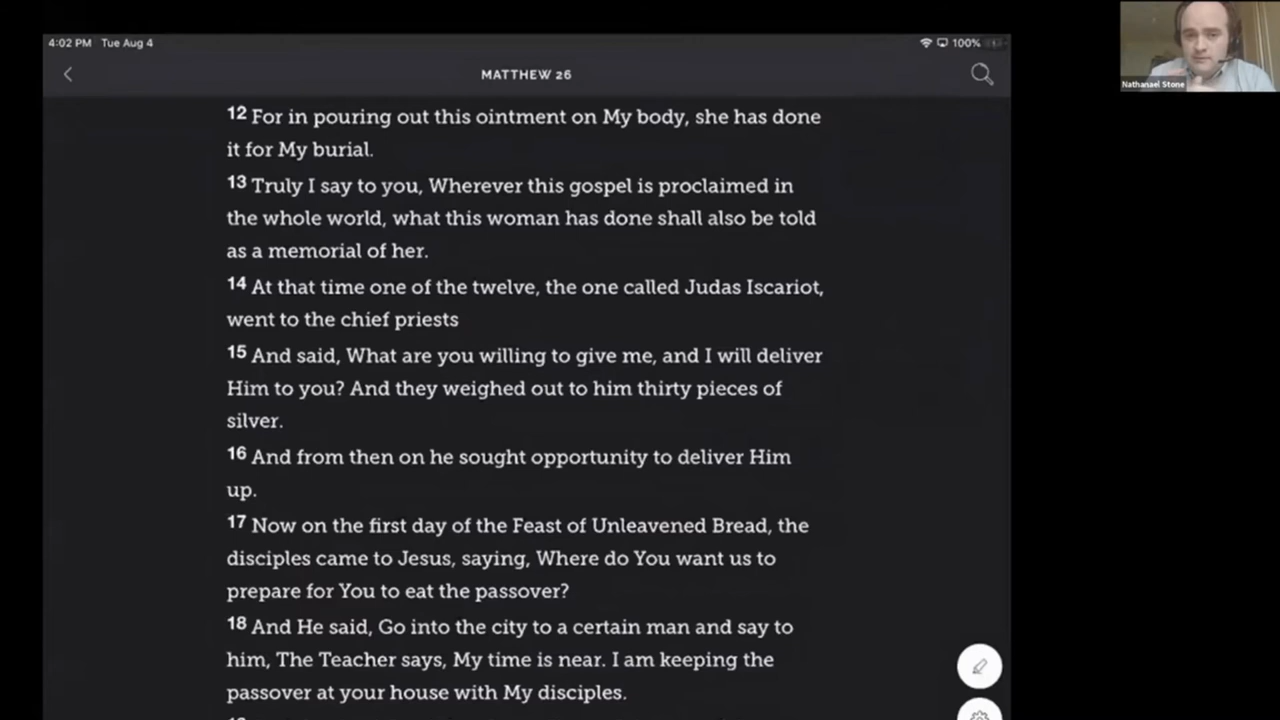 4:02 PM Tue Aug 4
100%
MATTHEW 26
Nathanael Stone
12 For in pouring out this ointment on My body, she has done
it for My burial.
13 Truly I say to you, Wherever this gospel is proclaimed in
the whole world, what this woman has done shall also be told
as a memorial of her.
14 At that time one of the twelve, the one called Judas Iscariot,
went to the chief priests
15 And said, What are you willing to give me, and I will deliver
Him to you? And they weighed out to him thirty pieces of
silver.
16 And from then on he sought opportunity to deliver Him
up.
17 Now on the first day of the Feast of Unleavened Bread, the
disciples came to Jesus, saying, Where do You want us to
prepare for You to eat the passover?
18 And He said, Go into the city to a certain man and say to
him, The Teacher says, My time is near. I am keeping the
passover at your house with My disciples.